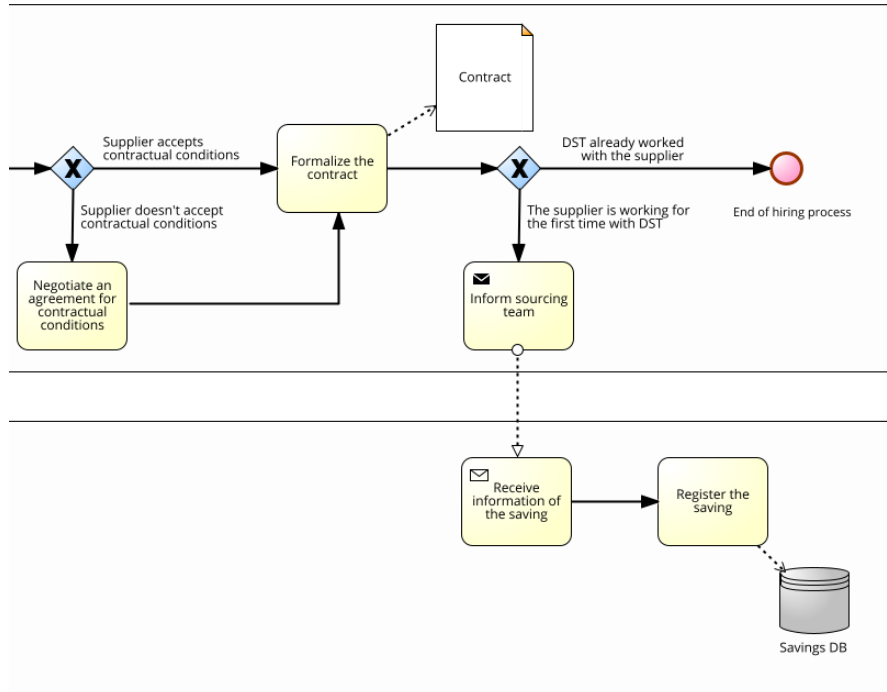 Contract
Supplier accepts
contractual conditions
DST already worked
with the supplier
X
Formalize the
contract
X
End of hiring process
Supplier doesn't accept
contractual conditions
The supplier is working for
the first time with DST
Negotiate an
agreement for
contractual
conditions
Inform sourcing
team
Receive
information of
the saving
Register the
saving
Savings DB